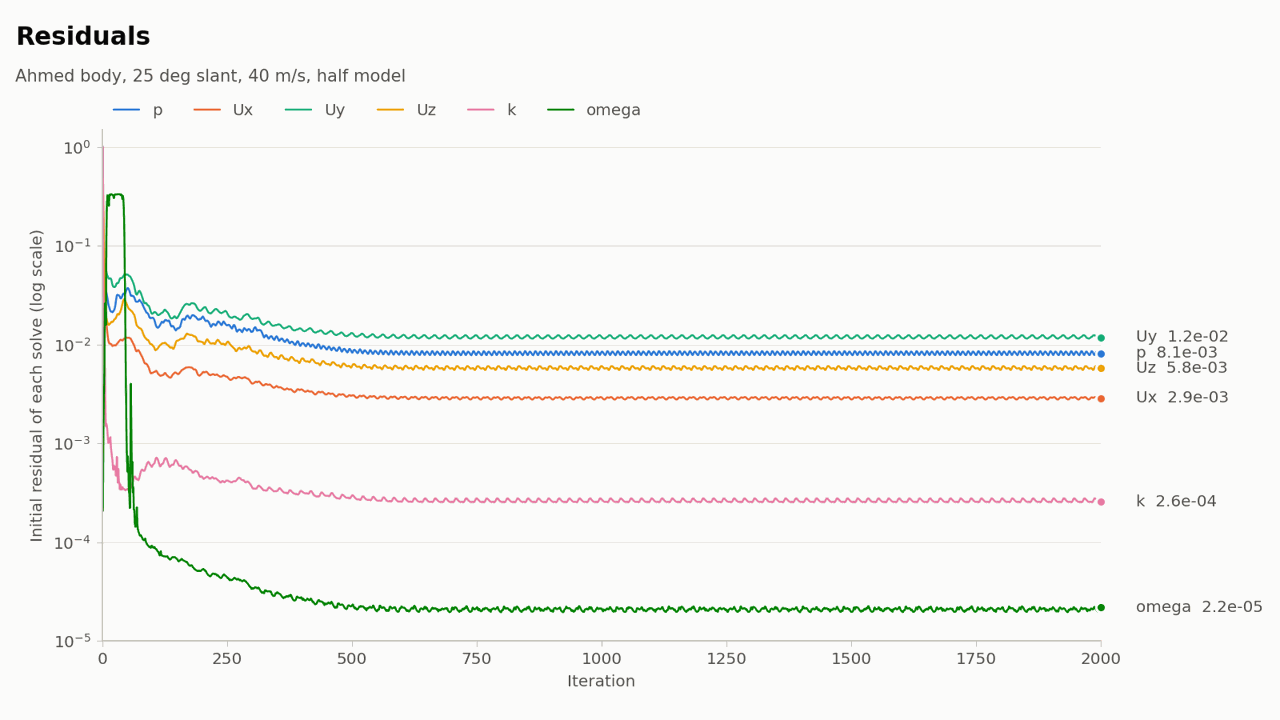 Residuals
Ahmed body, 25 deg slant, 40 m/s, half model
p Ux Uy Uz k omega
Initial residual of each solve (log scale)
10⁰
10⁻¹
10⁻²
10⁻³
10⁻⁴
10⁻⁵
Uy 1.2e-02
p 8.1e-03
Uz 5.8e-03
Ux 2.9e-03
k 2.6e-04
omega 2.2e-05
0 250 500 750 1000 1250 1500 1750 2000
Iteration